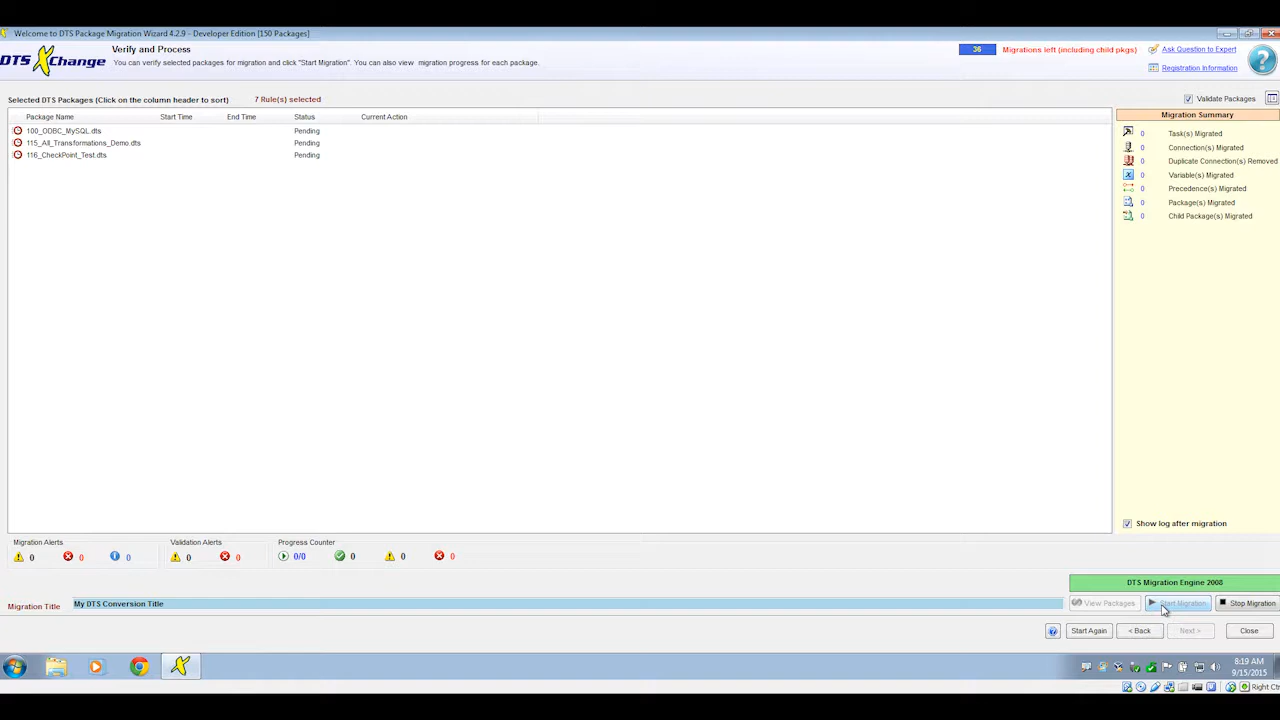 Welcome to DTS Package Migration Wizard 4.2.9 - Developer Edition [150 Packages]
DTS XChange
Verify and Process
You can verify selected packages for migration and click "Start Migration". You can also view migration progress for each package.
36 Migrations left (including child pkgs)
Ask Question to Expert
Registration Information
?
Selected DTS Packages (Click on the column header to sort) 7 Rule(s) selected
Validate Packages
Package Name Start Time End Time Status Current Action
100_ODBC_MySQL.dts Pending
115_All_Transformations_Demo.dts Pending
116_CheckPoint_Test.dts Pending
Migration Summary
0 Task(s) Migrated
0 Connection(s) Migrated
0 Duplicate Connection(s) Removed
0 Variable(s) Migrated
0 Precedence(s) Migrated
0 Package(s) Migrated
0 Child Package(s) Migrated
Show log after migration
Migration Alerts Validation Alerts Progress Counter
0 0 0 0 0 0/0 0 0 0
DTS Migration Engine 2008
Migration Title My DTS Conversion Title
View Packages Start Migration Stop Migration
Start Again < Back Next > Close
8:19 AM
9/15/2015
Right Ctrl